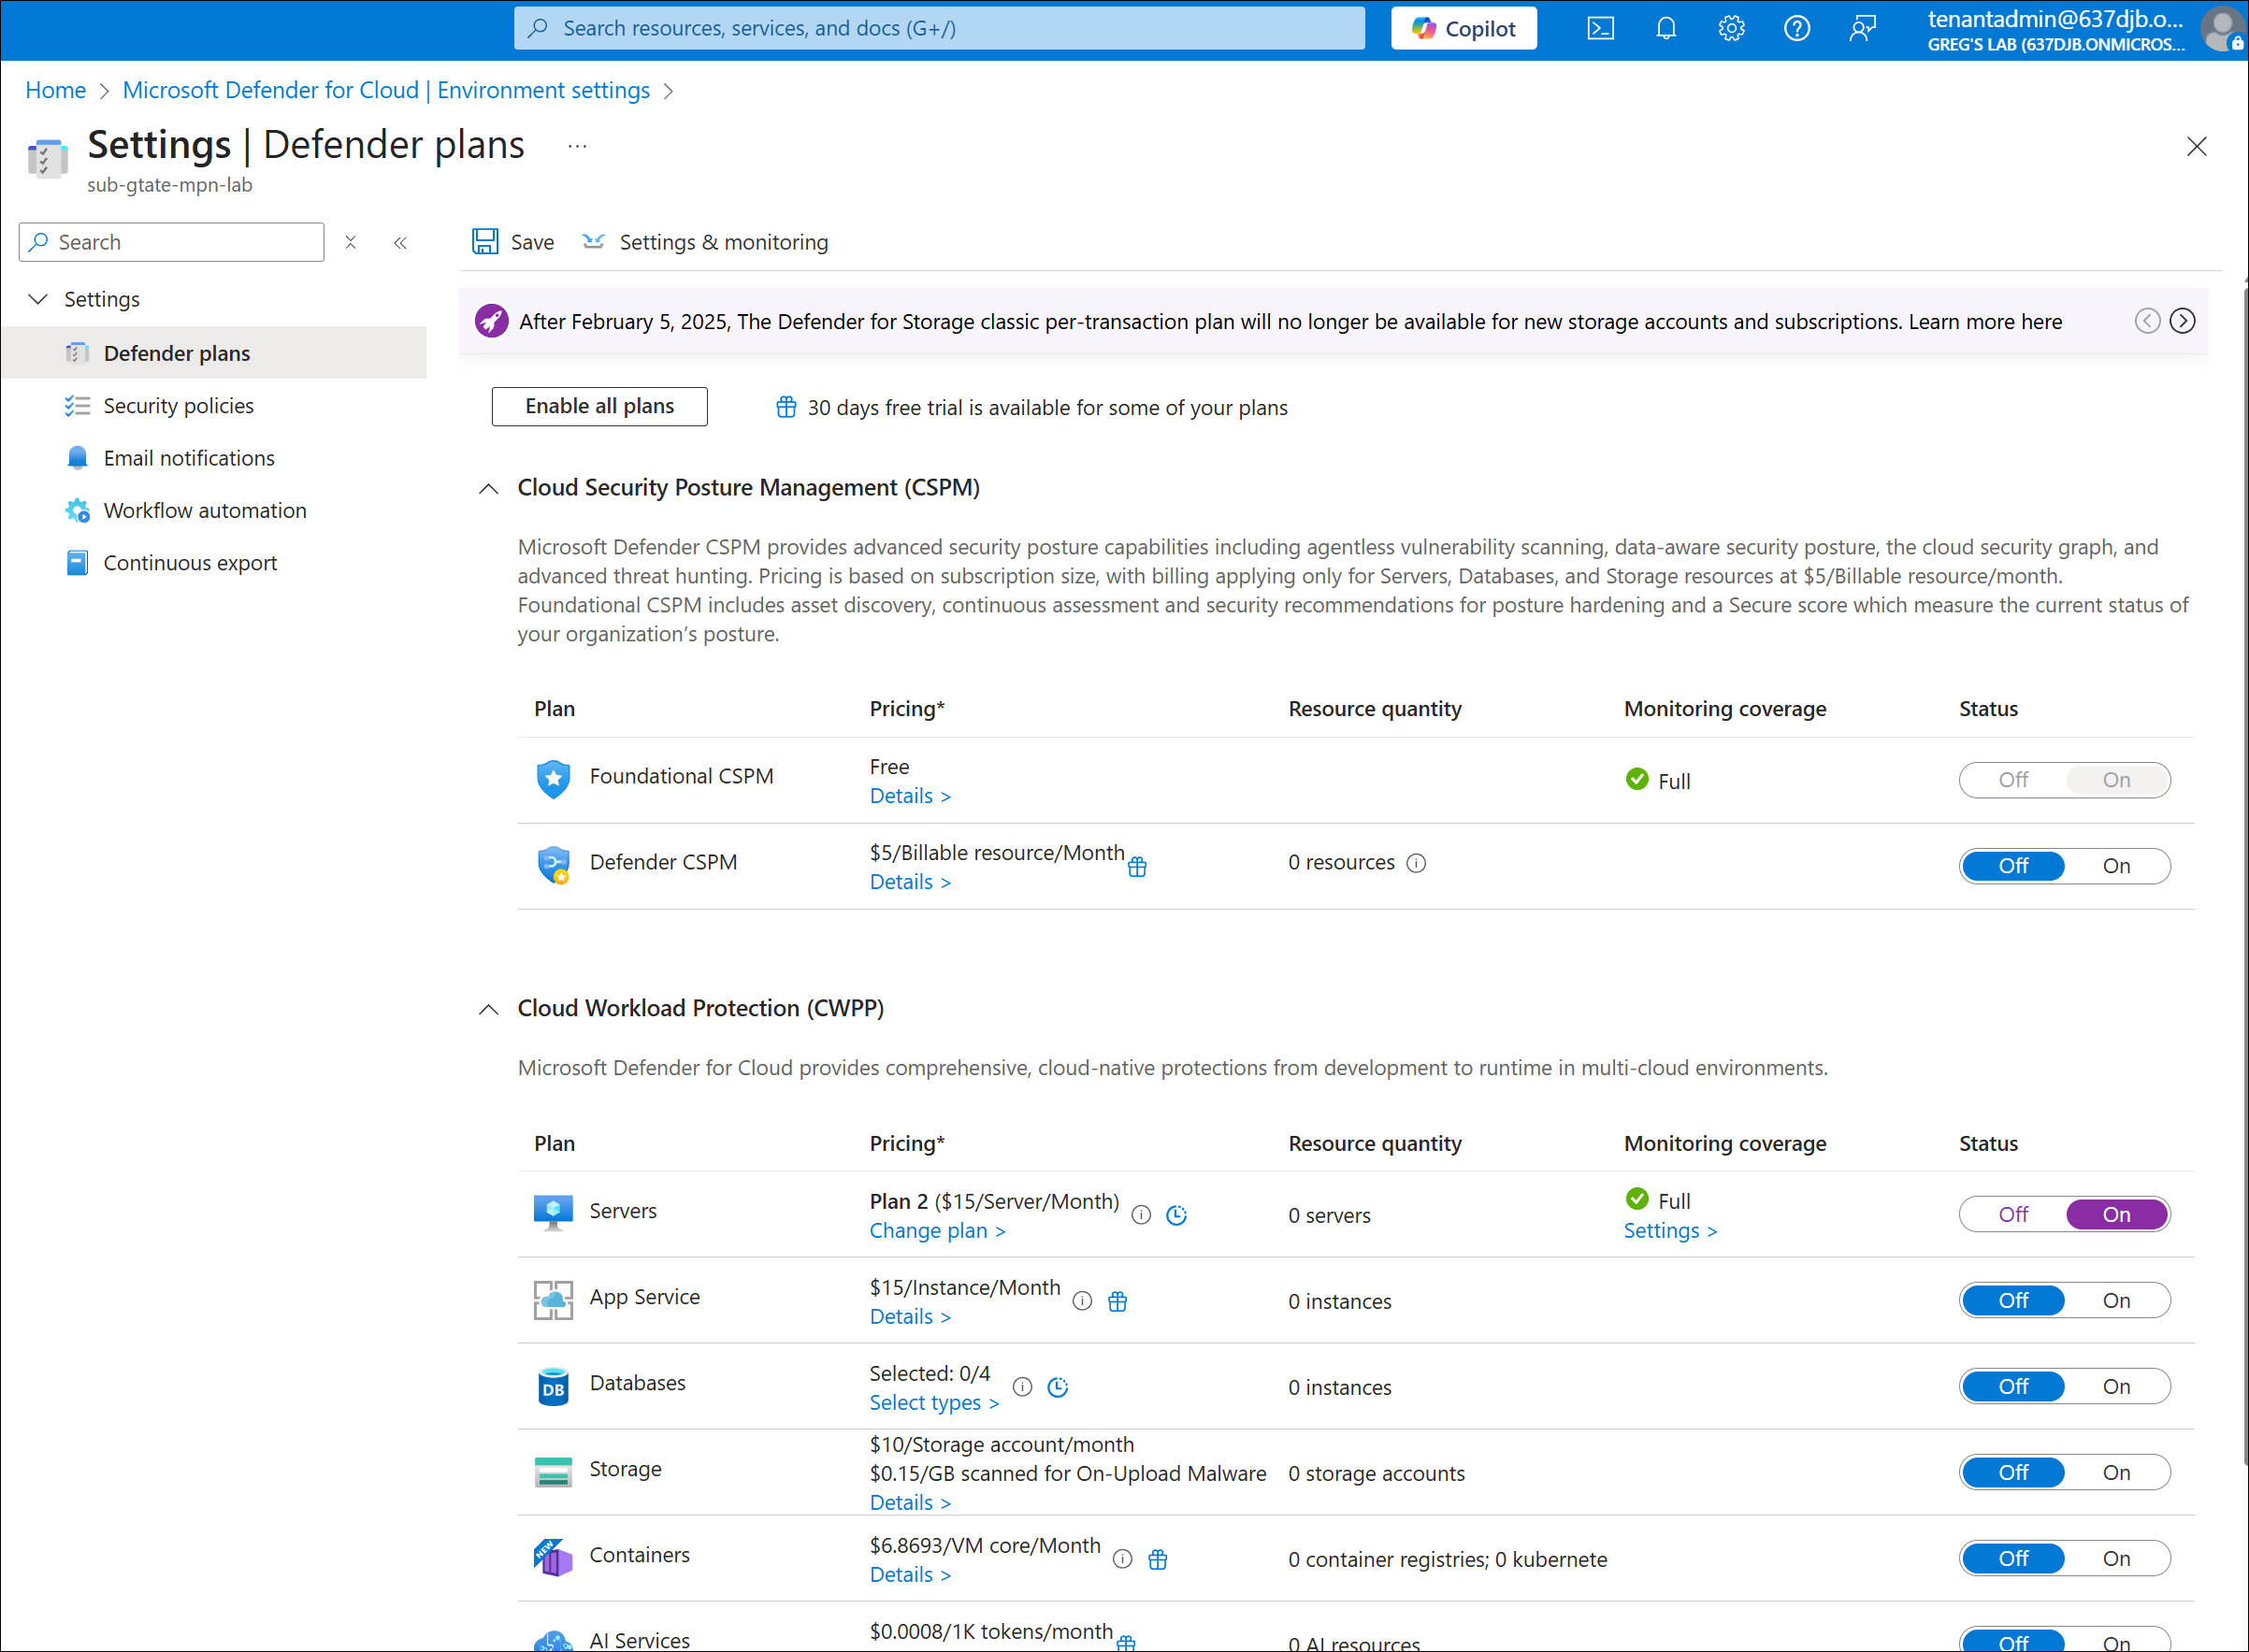 Search resources, services, and docs (G+/)
Copilot
tenantadmin@637djb.o...
GREG'S LAB (637DJB.ONMICROS...
Home > Microsoft Defender for Cloud | Environment settings >
Settings | Defender plans ...
sub-gtate-mpn-lab
Search
Settings
Defender plans
Security policies
Email notifications
Workflow automation
Continuous export
Save Settings & monitoring
After February 5, 2025, The Defender for Storage classic per-transaction plan will no longer be available for new storage accounts and subscriptions. Learn more here
Enable all plans
30 days free trial is available for some of your plans
Cloud Security Posture Management (CSPM)
Microsoft Defender CSPM provides advanced security posture capabilities including agentless vulnerability scanning, data-aware security posture, the cloud security graph, and
advanced threat hunting. Pricing is based on subscription size, with billing applying only for Servers, Databases, and Storage resources at $5/Billable resource/month.
Foundational CSPM includes asset discovery, continuous assessment and security recommendations for posture hardening and a Secure score which measure the current status of
your organization's posture.
Plan Pricing* Resource quantity Monitoring coverage Status
Foundational CSPM Free Full Off On
Details >
Defender CSPM $5/Billable resource/Month 0 resources Off On
Details >
Cloud Workload Protection (CWPP)
Microsoft Defender for Cloud provides comprehensive, cloud-native protections from development to runtime in multi-cloud environments.
Plan Pricing* Resource quantity Monitoring coverage Status
Servers Plan 2 ($15/Server/Month) 0 servers Full Off On
Change plan > Settings >
App Service $15/Instance/Month 0 instances Off On
Details >
DB Databases Selected: 0/4 0 instances Off On
Select types >
$10/Storage account/month
Storage $0.15/GB scanned for On-Upload Malware 0 storage accounts Off On
Details >
NEW Containers $6.8693/VM core/Month 0 container registries; 0 kubernete Off On
Details >
AI Services $0.0008/1K tokens/month 0 AI resources Off On